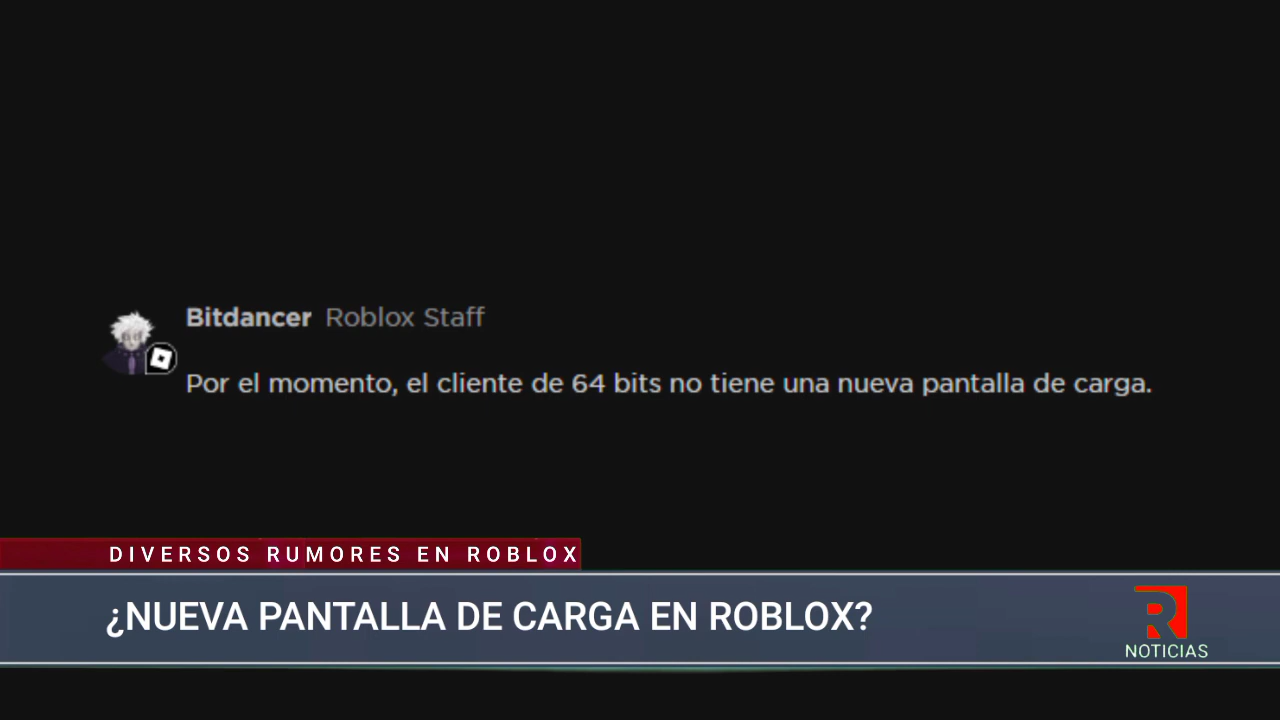 Bitdancer Roblox Staff
Por el momento, el cliente de 64 bits no tiene una nueva pantalla de carga.
DIVERSOS RUMORES EN ROBLOX
¿NUEVA PANTALLA DE CARGA EN ROBLOX?
R
NOTICIAS